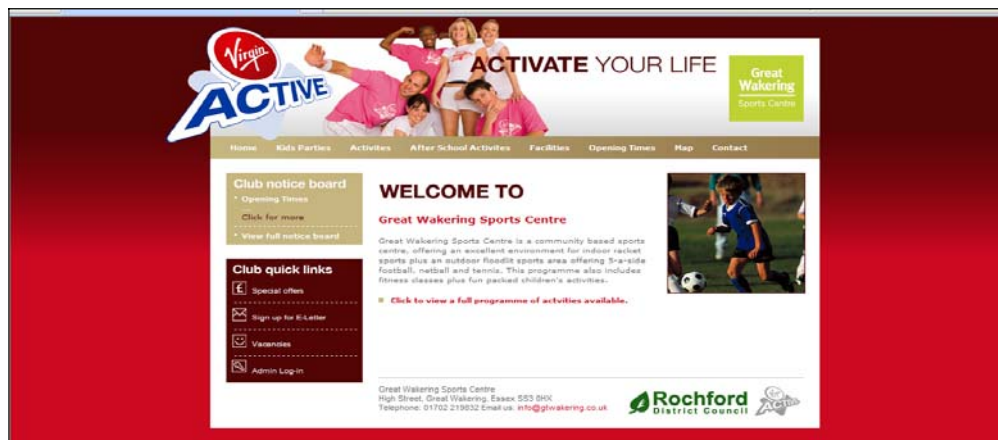 Virgin
ACTIVE
ACTIVATE YOUR LIFE
Great
Wakering
Sports Centre
Home Kids Parties Activites After School Activites Facilities Opening Times Map Contact
Club notice board
Opening Times
Click for more
View full notice board
Club quick links
£ Special offers
Sign up for E-Letter
Vacancies
Admin Log-in
WELCOME TO
Great Wakering Sports Centre
Great Wakering Sports Centre is a community based sports
centre, offering an excellent environment for indoor racket
sports plus an outdoor floodlit sports area offering 5-a-side
football, netball and tennis. This programme also includes
fitness classes plus fun packed children's activities.
Click to view a full programme of actvities available.
Great Wakering Sports Centre
High Street, Great Wakering, Essex SS3 0HX
Telephone: 01702 219832 Email us: info@gtwakering.co.uk
Rochford
District Council
ACTIVE